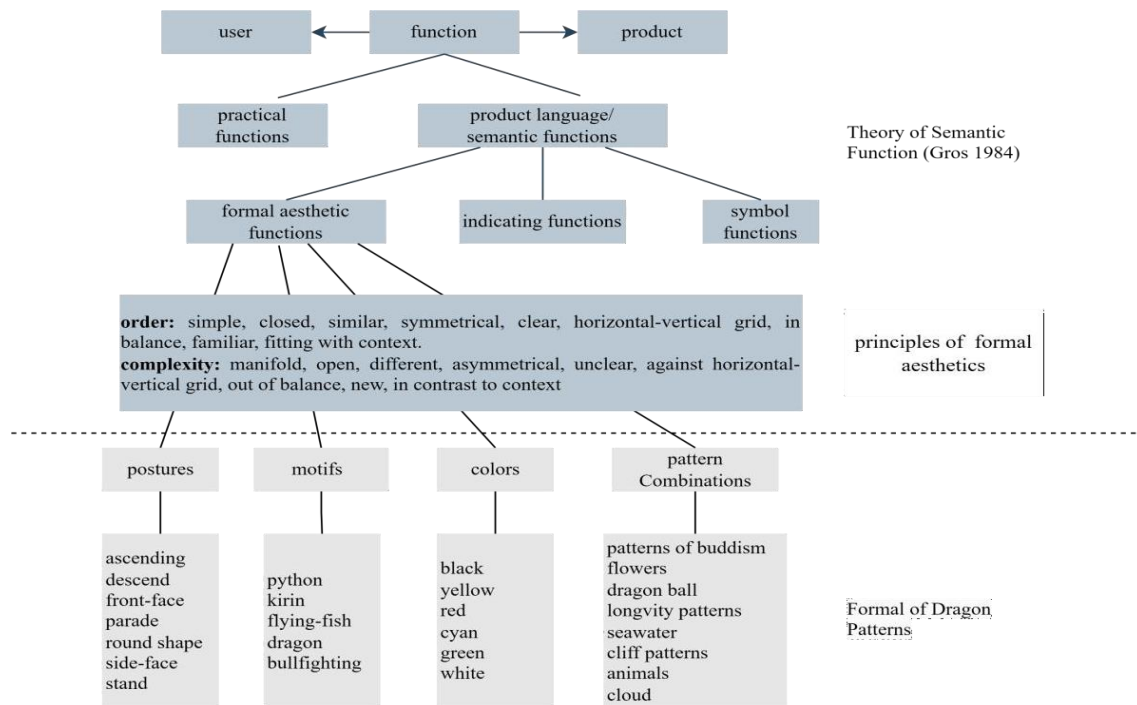 user
function
product
practical
functions
product language/
semantic functions
Theory of Semantic
Function (Gros 1984)
formal aesthetic
functions
indicating functions
symbol
functions
order: simple, closed, similar, symmetrical, clear, horizontal-vertical grid, in
balance, familiar, fitting with context.
complexity: manifold, open, different, asymmetrical, unclear, against horizontal-
vertical grid, out of balance, new, in contrast to context
principles of formal
aesthetics
postures
motifs
colors
pattern
Combinations
ascending
descend
front-face
parade
round shape
side-face
stand
python
kirin
flying-fish
dragon
bullfighting
black
yellow
red
cyan
green
white
patterns of buddism
flowers
dragon ball
longvity patterns
seawater
cliff patterns
animals
cloud
Formal of Dragon
Patterns